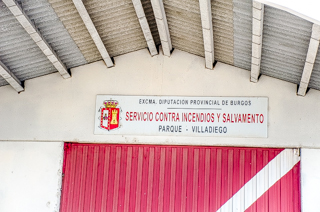 EXCMA. DIPUTACIÓN PROVINCIAL DE BURGOS
SERVICIO CONTRA INCENDIOS Y SALVAMENTO
PARQUE - VILLADIEGO